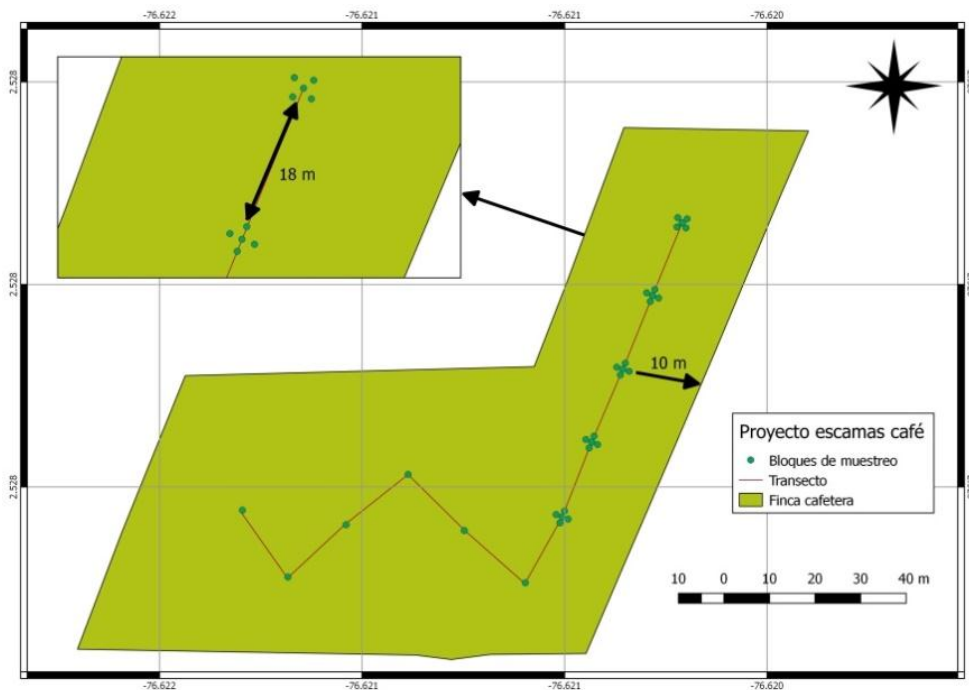 -76.622
-76.621
-76.621
-76.620
2.528
18 m
2.528
10 m
Proyecto escamas café
Bloques de muestreo
Transecto
Finca cafetera
2.528
10 0 10 20 30 40 m
-76.622
-76.621
-76.621
-76.620